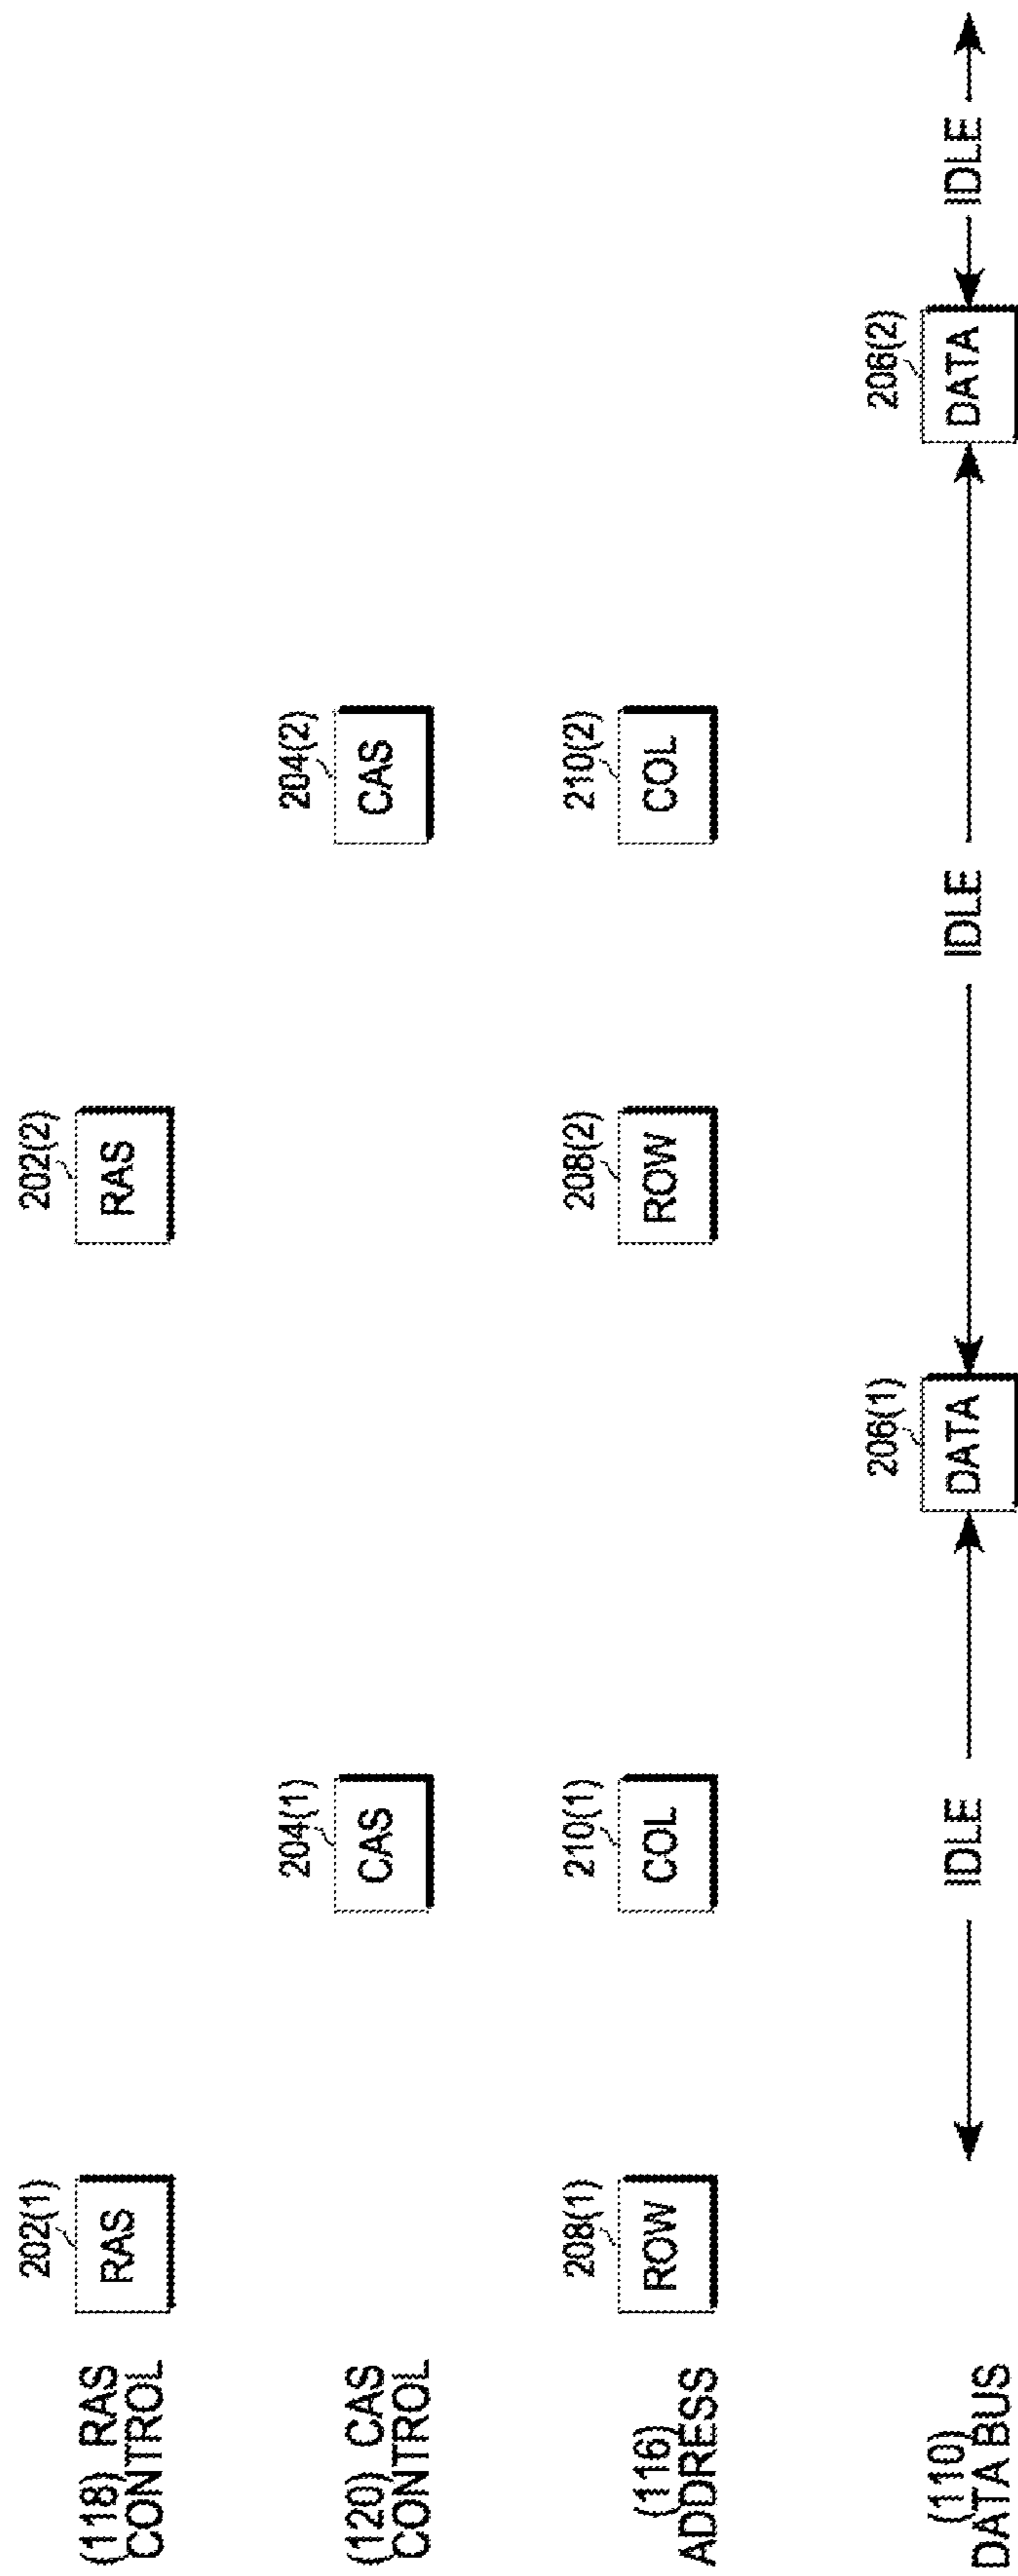 (118) RAS
CONTROL
202(1)
RAS
202(2)
RAS
(120) CAS
CONTROL
204(1)
CAS
204(2)
CAS
(116)
ADDRESS
208(1)
ROW
210(1)
COL
208(2)
ROW
210(2)
COL
(110)
DATA BUS
IDLE
206(1)
DATA
IDLE
206(2)
DATA
IDLE